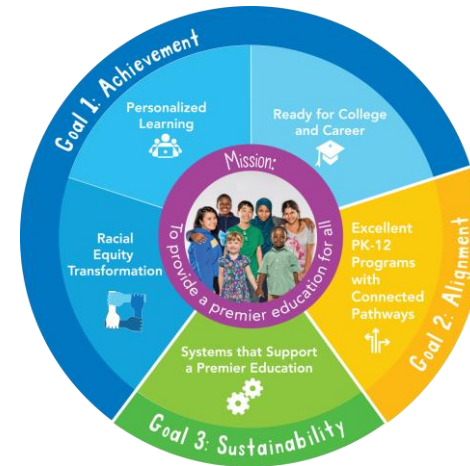 Goal 1: Achievement
Personalized
Learning
Ready for College
and Career
Racial
Equity
Transformation
Mission:
To provide a premier education for all
Excellent
PK-12
Programs
with
Connected
Pathways
Goal 2: Alignment
Systems that Support
a Premier Education
Goal 3: Sustainability